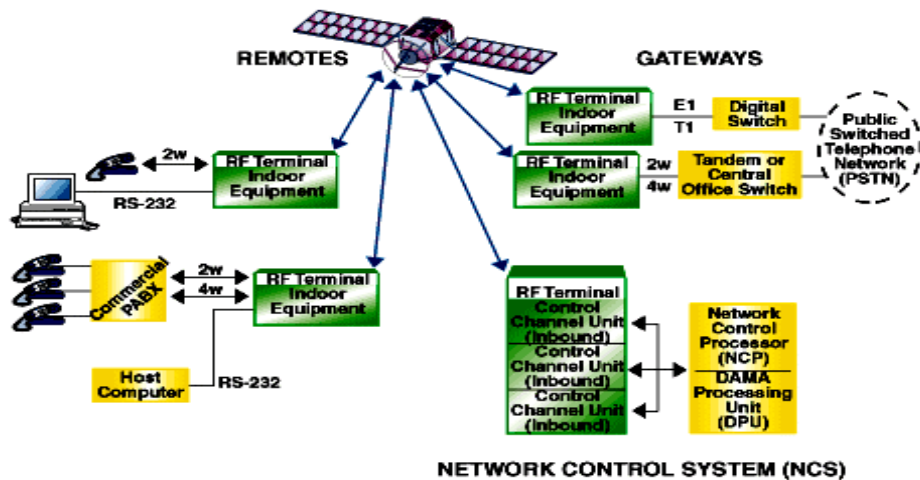 REMOTES
GATEWAYS
RF Terminal
Indoor
Equipment
E1
T1
Digital
Switch
Public
Switched
Telephone
Network
(PSTN)
2w
RF Terminal
Indoor
Equipment
RS-232
RF Terminal
Indoor
Equipment
2w
4w
Tandem or
Central
Office Switch
Commercial
PABX
2w
4w
RF Terminal
Indoor
Equipment
Host
Computer
RS-232
RF Terminal
Control
Channel Unit
(Inbound)
Control
Channel Unit
(Inbound)
Control
Channel Unit
(Inbound)
Network
Control
Processor
(NCP)
DAMA
Processing
Unit
(DPU)
NETWORK CONTROL SYSTEM (NCS)